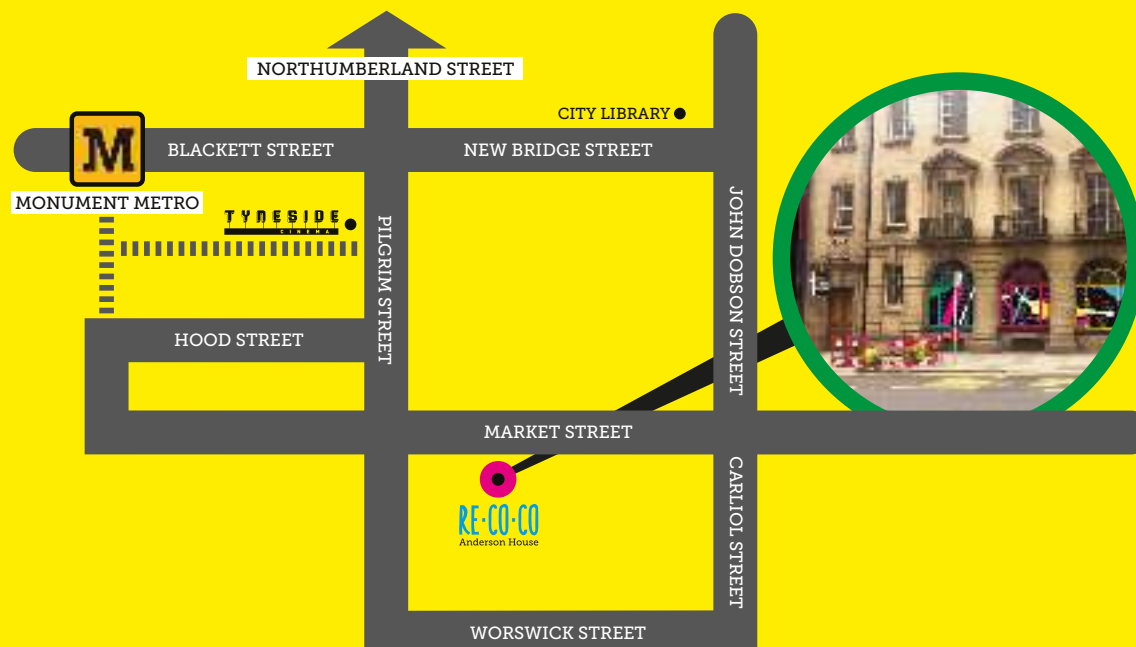 NORTHUMBERLAND STREET
CITY LIBRARY
M
BLACKETT STREET
NEW BRIDGE STREET
MONUMENT METRO
TYNESIDE
CINEMA
PILGRIM STREET
JOHN DOBSON STREET
HOOD STREET
MARKET STREET
CARLIOL STREET
RE·CO·CO
Anderson House
WORSWICK STREET